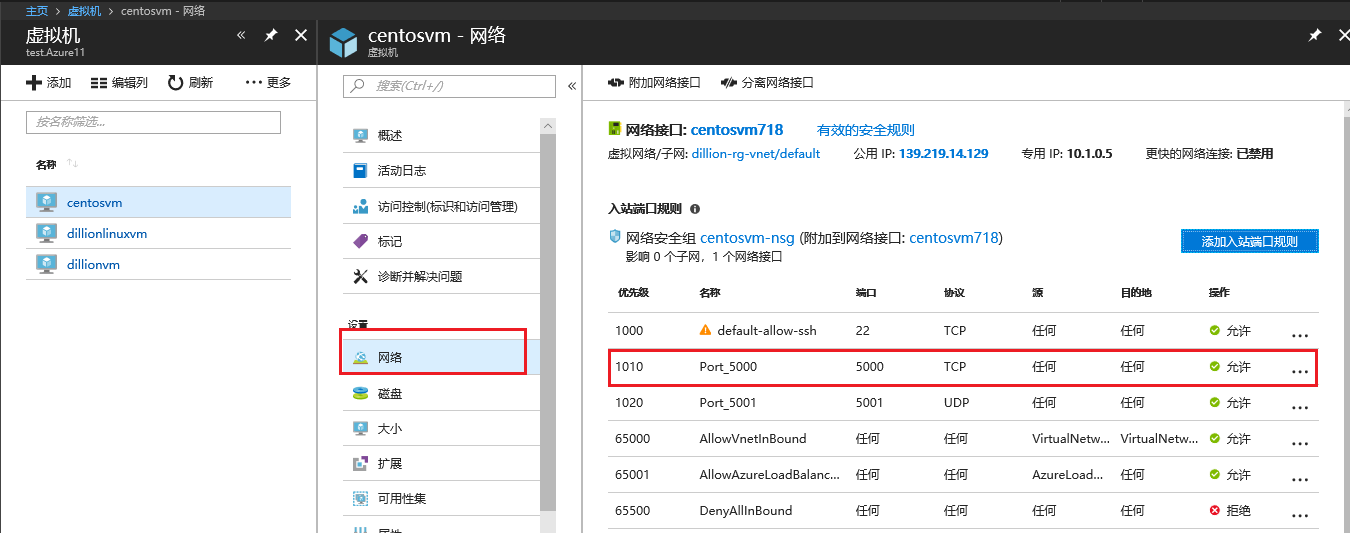 主页 > 虚拟机 > centosvm - 网络
虚拟机
test.Azure11
添加 编辑列 刷新 更多
按名称筛选...
名称
centosvm
dillionlinuxvm
dillionvm
centosvm - 网络
虚拟机
搜索(Ctrl+/)
概述
活动日志
访问控制(标识和访问管理)
标记
诊断并解决问题
设置
网络
磁盘
大小
扩展
可用性集
附加网络接口 分离网络接口
网络接口: centosvm718 有效的安全规则
虚拟网络/子网: dillion-rg-vnet/default 公用 IP: 139.219.14.129 专用 IP: 10.1.0.5 更快的网络连接: 已禁用
入站端口规则
网络安全组 centosvm-nsg (附加到网络接口: centosvm718)
影响 0 个子网，1 个网络接口
添加入站端口规则
优先级 名称 端口 协议 源 目的地 操作
1000 default-allow-ssh 22 TCP 任何 任何 允许 ...
1010 Port_5000 5000 TCP 任何 任何 允许 ...
1020 Port_5001 5001 UDP 任何 任何 允许 ...
65000 AllowVnetInBound 任何 任何 VirtualNetw... VirtualNetw... 允许 ...
65001 AllowAzureLoadBalanc... 任何 任何 AzureLoad... 任何 允许 ...
65500 DenyAllInBound 任何 任何 任何 任何 拒绝 ...